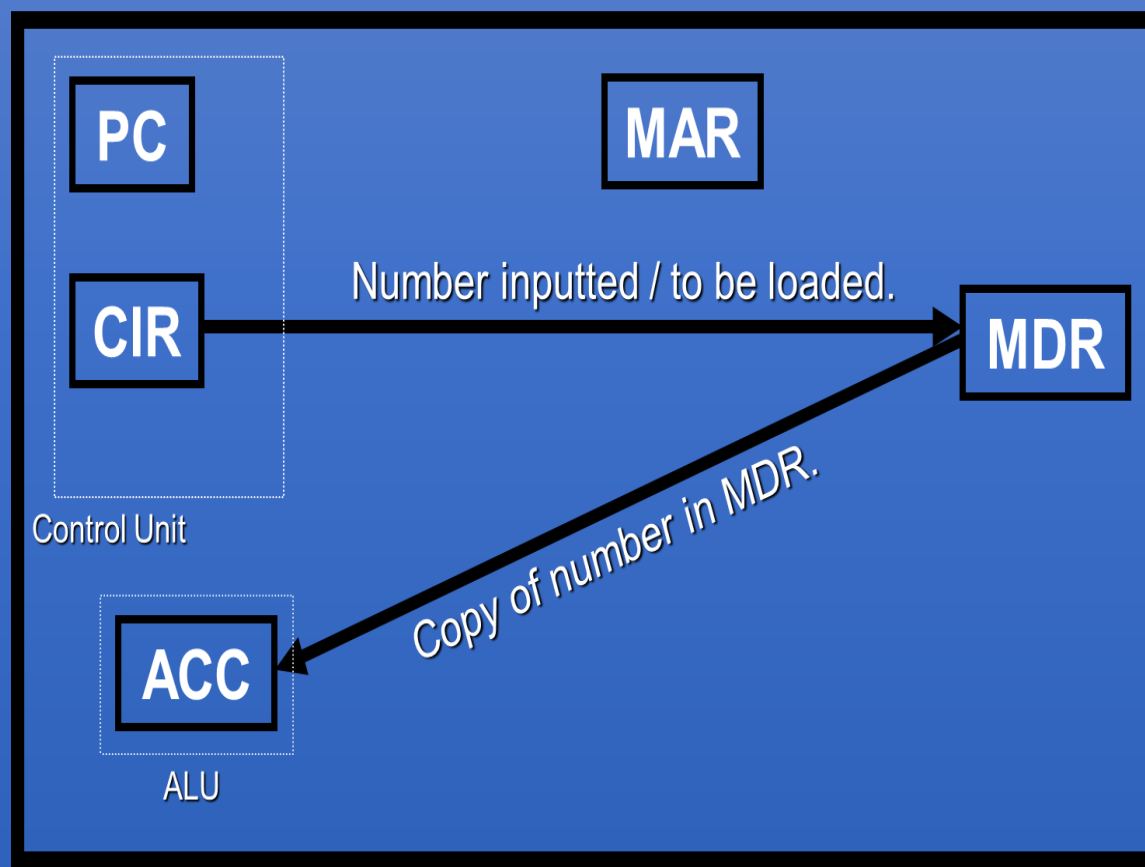 PC
MAR
Number inputted / to be loaded.
CIR
MDR
Copy of number in MDR.
Control Unit
ACC
ALU